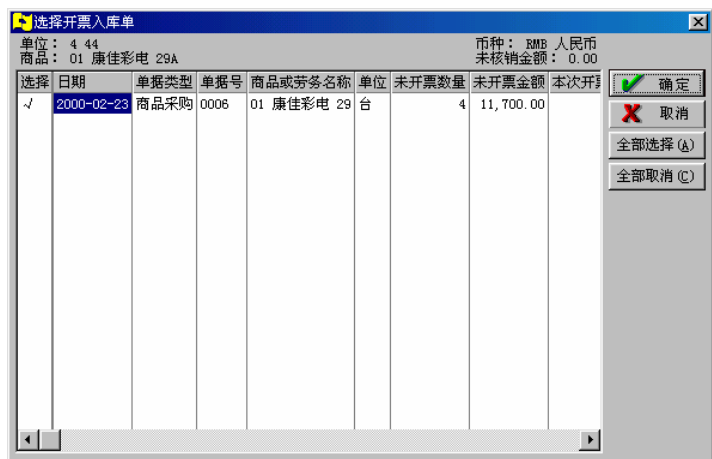 选择开票入库单
单位： 4 44 币种： RMB 人民币
商品： 01 康佳彩电 29A 未核销金额： 0.00
选择 日期 单据类型 单据号 商品或劳务名称 单位 未开票数量 未开票金额 本次开
√ 2000-02-23 商品采购 0006 01 康佳彩电 29 台 4 11,700.00
确定
取消
全部选择(A)
全部取消(C)